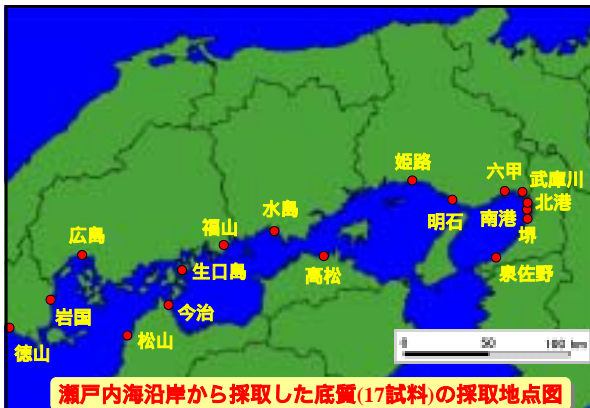 姫路
六甲
武庫川
北港
明石
南港
堺
水島
福山
広島
生口島
高松
泉佐野
岩国
今治
松山
徳山
0 50 100 km
瀬戸内海沿岸から採取した底質(17試料)の採取地点図